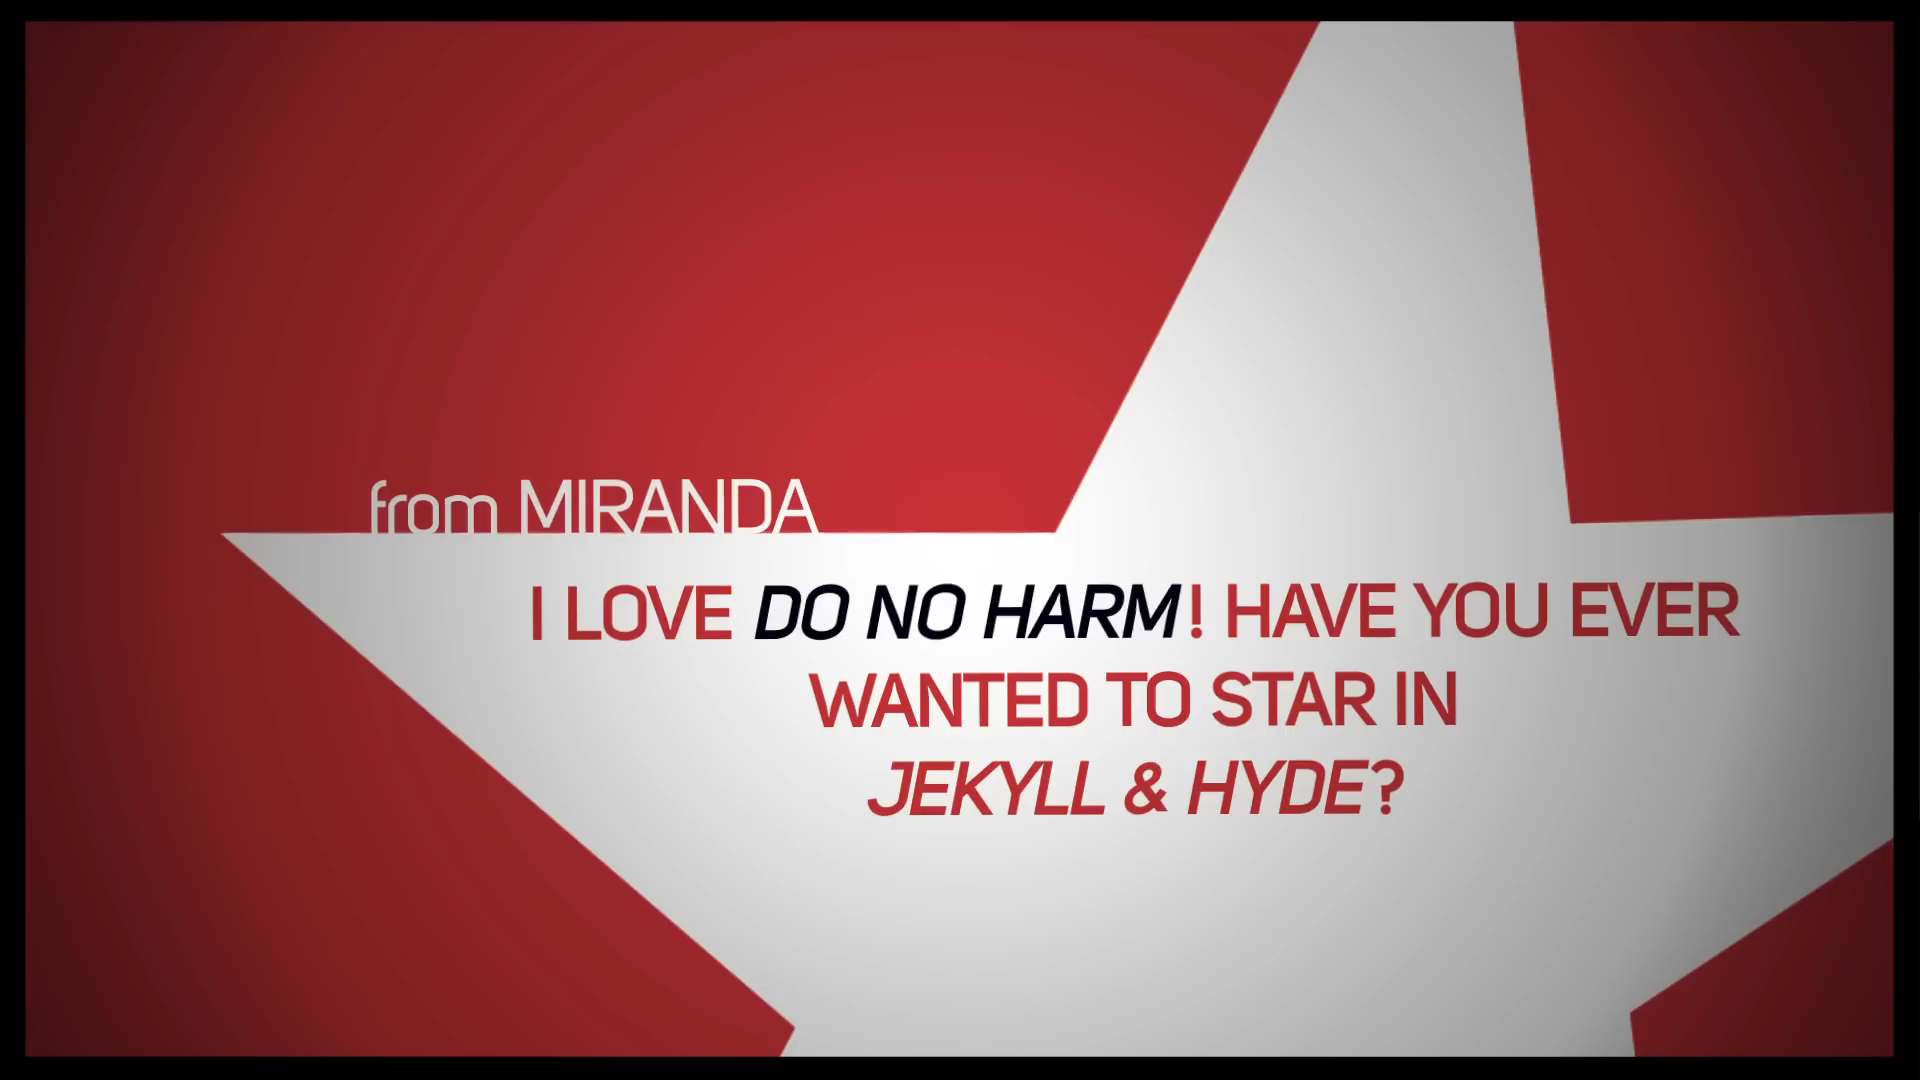 from MIRANDA
I LOVE DO NO HARM! HAVE YOU EVER
WANTED TO STAR IN
JEKYLL & HYDE?